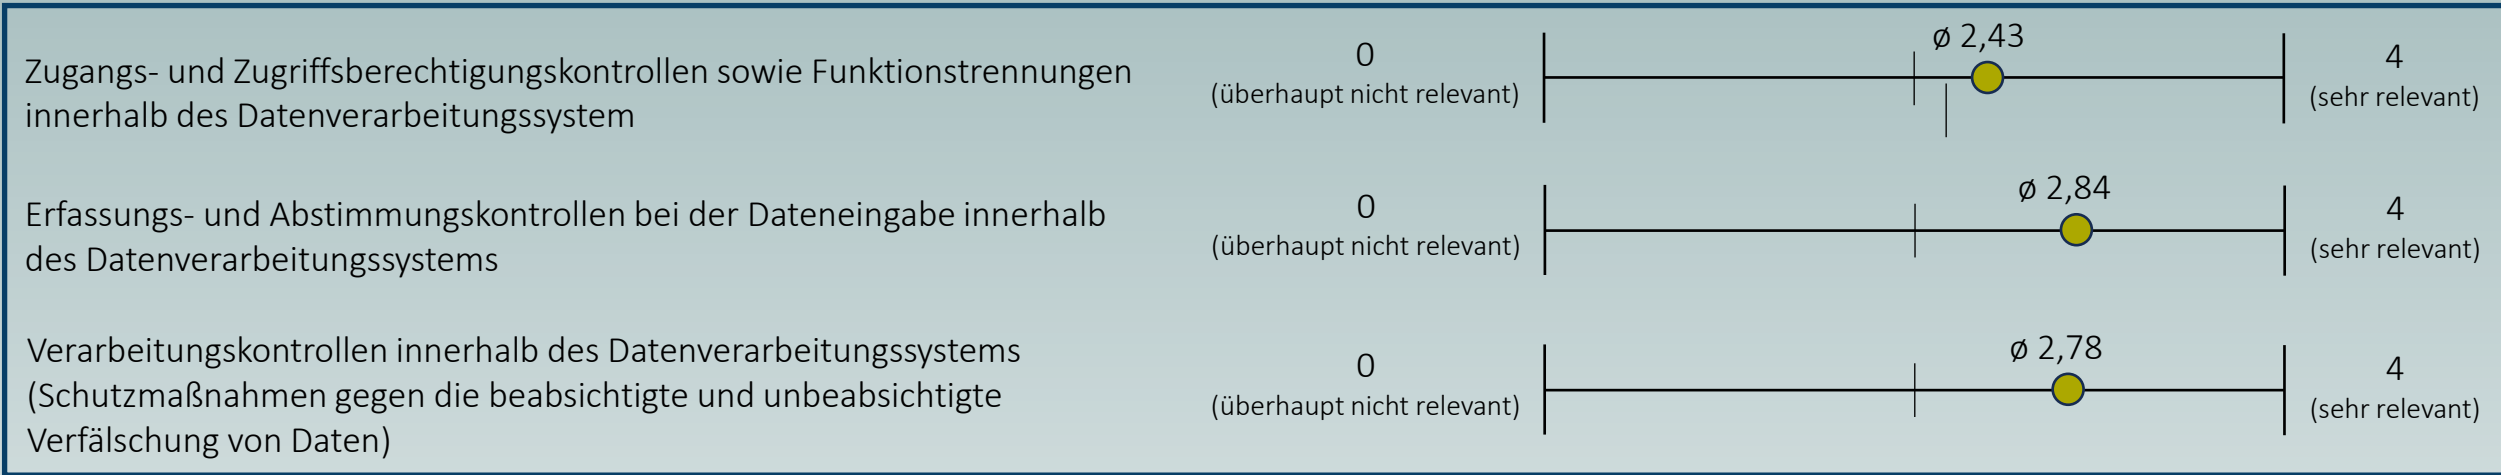 Zugangs- und Zugriffsberechtigungskontrollen sowie Funktionstrennungen
innerhalb des Datenverarbeitungssystem
0
(überhaupt nicht relevant)
ø 2,43
4
(sehr relevant)
Erfassungs- und Abstimmungskontrollen bei der Dateneingabe innerhalb
des Datenverarbeitungssystems
0
(überhaupt nicht relevant)
ø 2,84
4
(sehr relevant)
Verarbeitungskontrollen innerhalb des Datenverarbeitungssystems
(Schutzmaßnahmen gegen die beabsichtigte und unbeabsichtigte
Verfälschung von Daten)
0
(überhaupt nicht relevant)
ø 2,78
4
(sehr relevant)